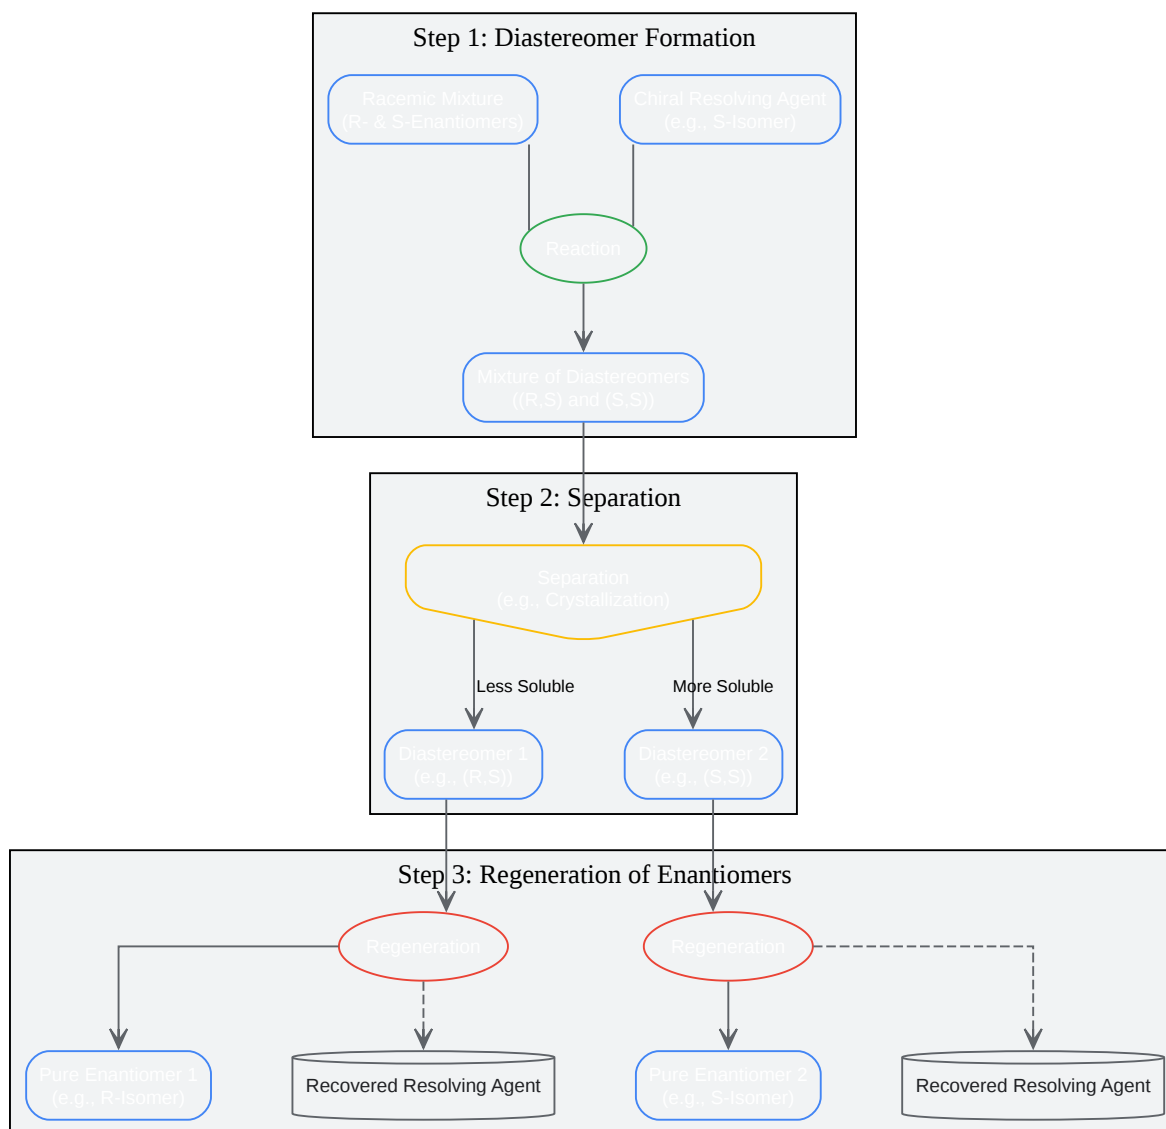 Step 1: Diastereomer Formation
Racemic Mixture
(R- & S-Enantiomers)
Chiral Resolving Agent
(e.g., S-Isomer)
Reaction
Mixture of Diastereomers
((R,S) and (S,S))
Step 2: Separation
Separation
(e.g., Crystallization)
Less Soluble
More Soluble
Diastereomer 1
(e.g., (R,S))
Diastereomer 2
(e.g., (S,S))
Step 3: Regeneration of Enantiomers
Regeneration
Regeneration
Pure Enantiomer 1
(e.g., R-Isomer)
Recovered Resolving Agent
Pure Enantiomer 2
(e.g., S-Isomer)
Recovered Resolving Agent